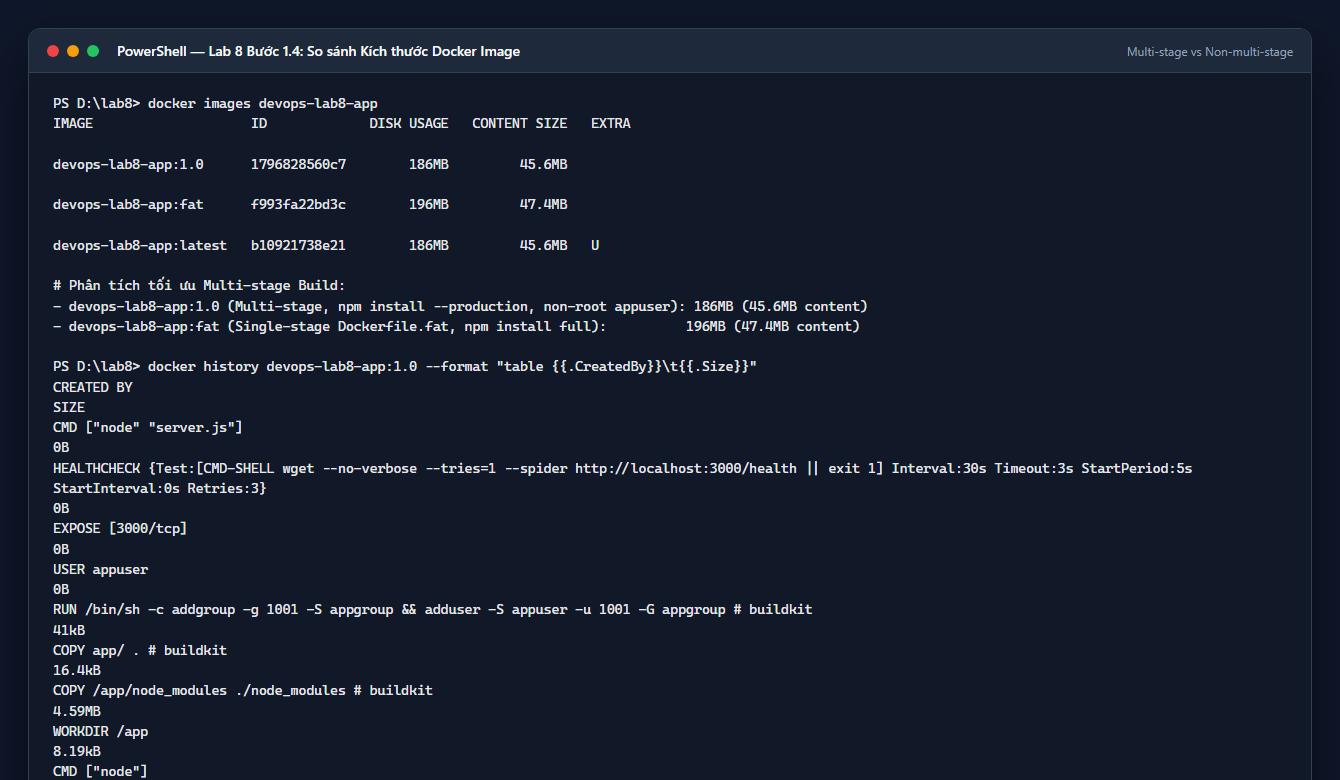 PowerShell — Lab 8 Bước 1.4: So sánh Kích thước Docker Image
Multi-stage vs Non-multi-stage
PS D:\lab8> docker images devops-lab8-app
IMAGE                    ID             DISK USAGE   CONTENT SIZE   EXTRA
devops-lab8-app:1.0      1796828560c7        186MB         45.6MB
devops-lab8-app:fat      f993fa22bd3c        196MB         47.4MB
devops-lab8-app:latest   b10921738e21        186MB         45.6MB   U
# Phân tích tối ưu Multi-stage Build:
- devops-lab8-app:1.0 (Multi-stage, npm install --production, non-root appuser): 186MB (45.6MB content)
- devops-lab8-app:fat (Single-stage Dockerfile.fat, npm install full):          196MB (47.4MB content)
PS D:\lab8> docker history devops-lab8-app:1.0 --format "table {{.CreatedBy}}\t{{.Size}}"
CREATED BY
SIZE
CMD ["node" "server.js"]
0B
HEALTHCHECK {Test:[CMD-SHELL wget --no-verbose --tries=1 --spider http://localhost:3000/health || exit 1] Interval:30s Timeout:3s StartPeriod:5s
StartInterval:0s Retries:3}
0B
EXPOSE [3000/tcp]
0B
USER appuser
0B
RUN /bin/sh -c addgroup -g 1001 -S appgroup && adduser -S appuser -u 1001 -G appgroup # buildkit
41kB
COPY app/ . # buildkit
16.4kB
COPY /app/node_modules ./node_modules # buildkit
4.59MB
WORKDIR /app
8.19kB
CMD ["node"]